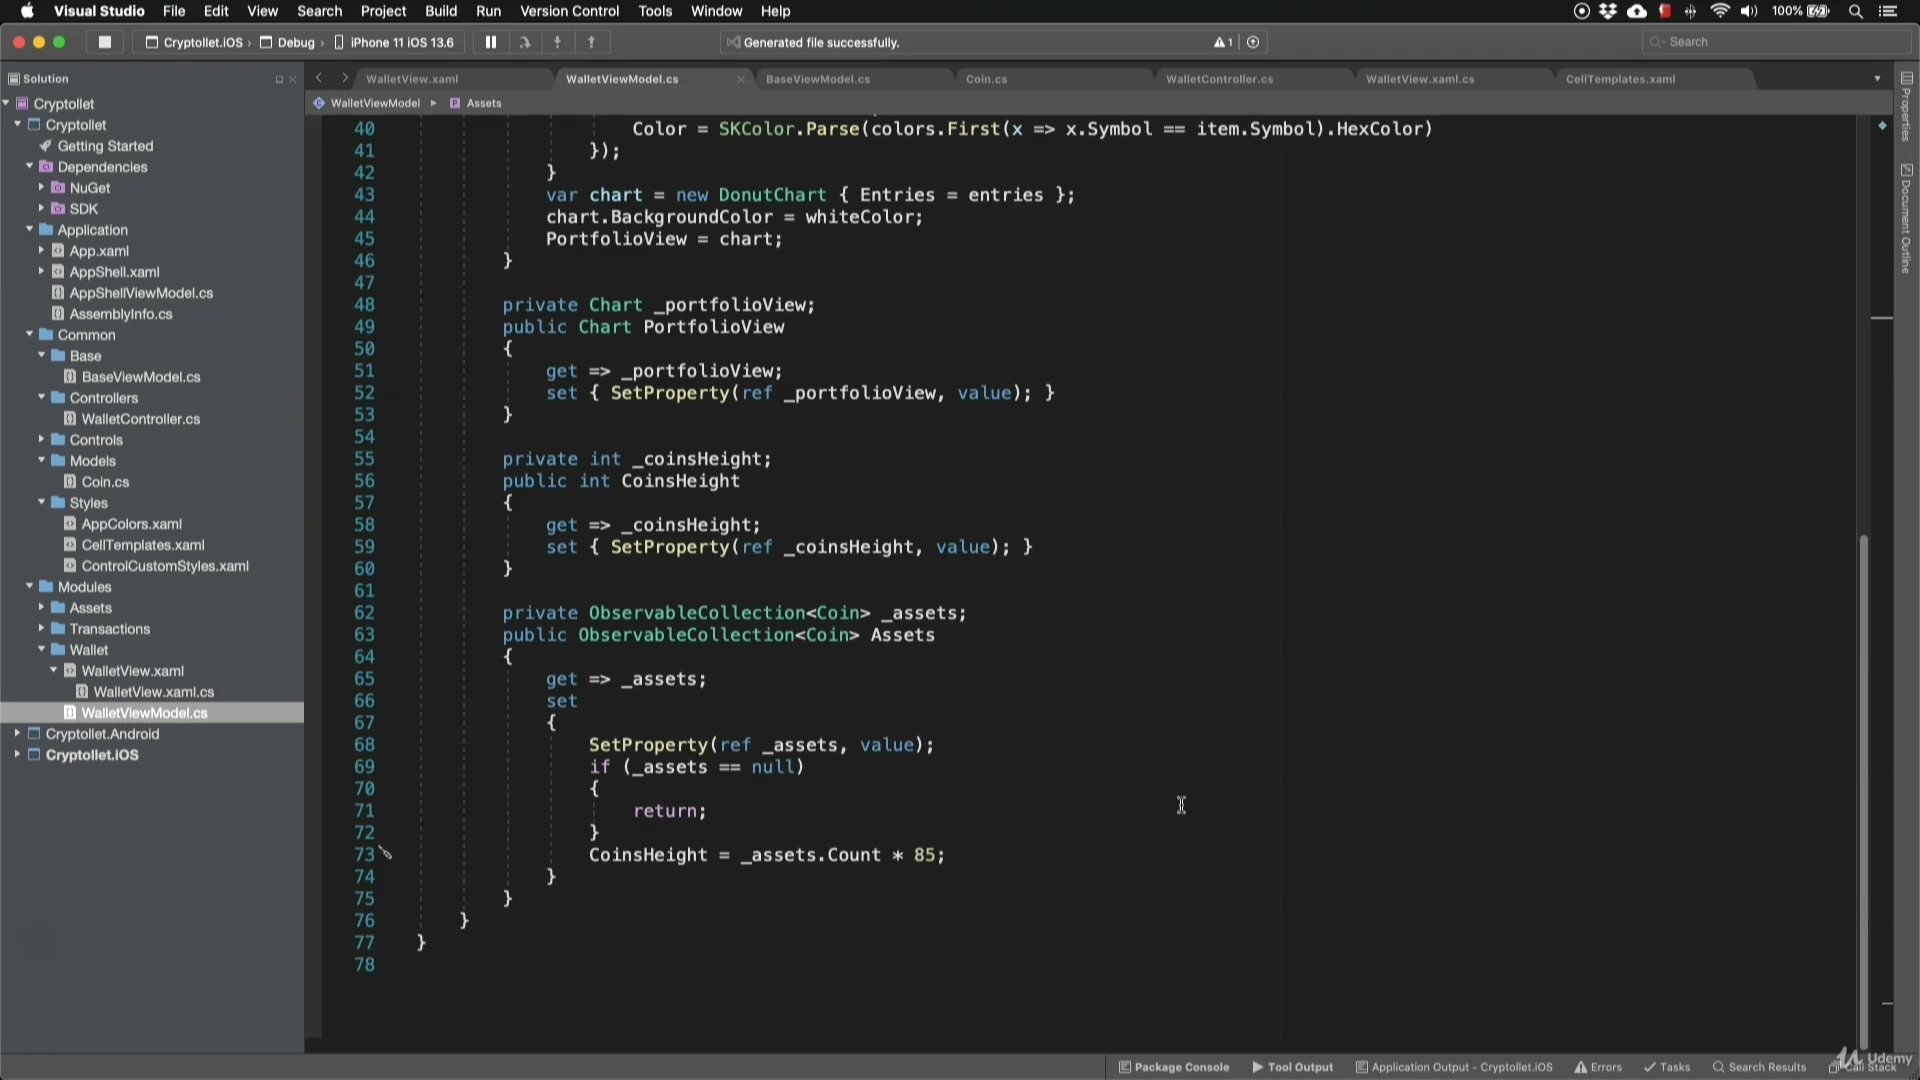 Visual Studio File Edit View Search Project Build Run Version Control Tools Window Help 100%
Cryptollet.iOS › Debug › iPhone 11 iOS 13.6
Generated file successfully.
1
Search
Solution
WalletView.xaml
WalletViewModel.cs
BaseViewModel.cs
Coin.cs
WalletController.cs
WalletView.xaml.cs
CellTemplates.xaml
WalletViewModel
Assets
Cryptollet
Cryptollet
Getting Started
Dependencies
NuGet
SDK
Application
App.xaml
AppShell.xaml
AppShellViewModel.cs
AssemblyInfo.cs
Common
Base
BaseViewModel.cs
Controllers
WalletController.cs
Controls
Models
Coin.cs
Styles
AppColors.xaml
CellTemplates.xaml
ControlCustomStyles.xaml
Modules
Assets
Transactions
Wallet
WalletView.xaml
WalletView.xaml.cs
WalletViewModel.cs
Cryptollet.Android
Cryptollet.iOS
40 Color = SKColor.Parse(colors.First(x => x.Symbol == item.Symbol).HexColor)
41 });
42 }
43 var chart = new DonutChart { Entries = entries };
44 chart.BackgroundColor = whiteColor;
45 PortfolioView = chart;
46 }
47
48 private Chart _portfolioView;
49 public Chart PortfolioView
50 {
51 get => _portfolioView;
52 set { SetProperty(ref _portfolioView, value); }
53 }
54
55 private int _coinsHeight;
56 public int CoinsHeight
57 {
58 get => _coinsHeight;
59 set { SetProperty(ref _coinsHeight, value); }
60 }
61
62 private ObservableCollection<Coin> _assets;
63 public ObservableCollection<Coin> Assets
64 {
65 get => _assets;
66 set
67 {
68 SetProperty(ref _assets, value);
69 if (_assets == null)
70 {
71 return;
72 }
73 CoinsHeight = _assets.Count * 85;
74 }
75 }
76 }
77 }
78
Properties
Document Outline
Package Console
Tool Output
Application Output - Cryptollet.iOS
Errors
Tasks
Search Results
Call Stack
Udemy